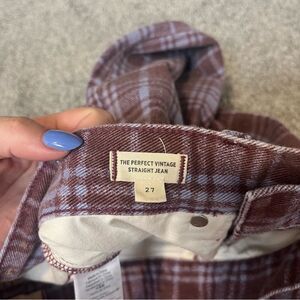 THE PERFECT VINTAGE
STRAIGHT JEAN
27